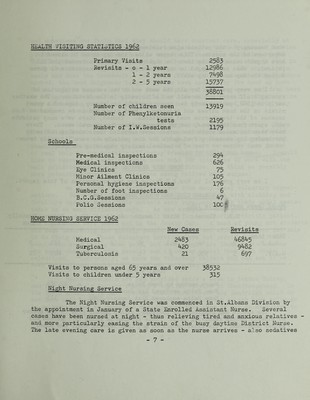 HEALTH VISITING STATISTICS 1962
Primary Visits 2583
Revisits - 0 - 1 year 12986
1 - 2 years 7498
2 - 5 years 15737
38801
Number of children seen 13919
Number of Phenylketonuria
tests 2195
Number of I.W.Sessions 1179
Schools
Pre-medical inspections 294
Medical inspections 626
Eye Clinics 75
Minor Ailment Clinics 105
Personal hygiene inspections 176
Number of foot inspections 6
B.C.G.Sessions 47
Polio Sessions 100
HOME NURSING SERVICE 1962
New Cases Revisits
Medical 2483 46845
Surgical 420 9482
Tuberculosis 21 697
Visits to persons aged 65 years and over 38532
Visits to children under 5 years 315
Night Nursing Service
The Night Nursing Service was commenced in St.Albans Division by
the appointment in January of a State Enrolled Assistant Nurse. Several
cases have been nursed at night - thus relieving tired and anxious relatives -
and more particularly easing the strain of the busy daytime District Nurse.
The late evening care is given as soon as the nurse arrives - also sedatives
- 7 -